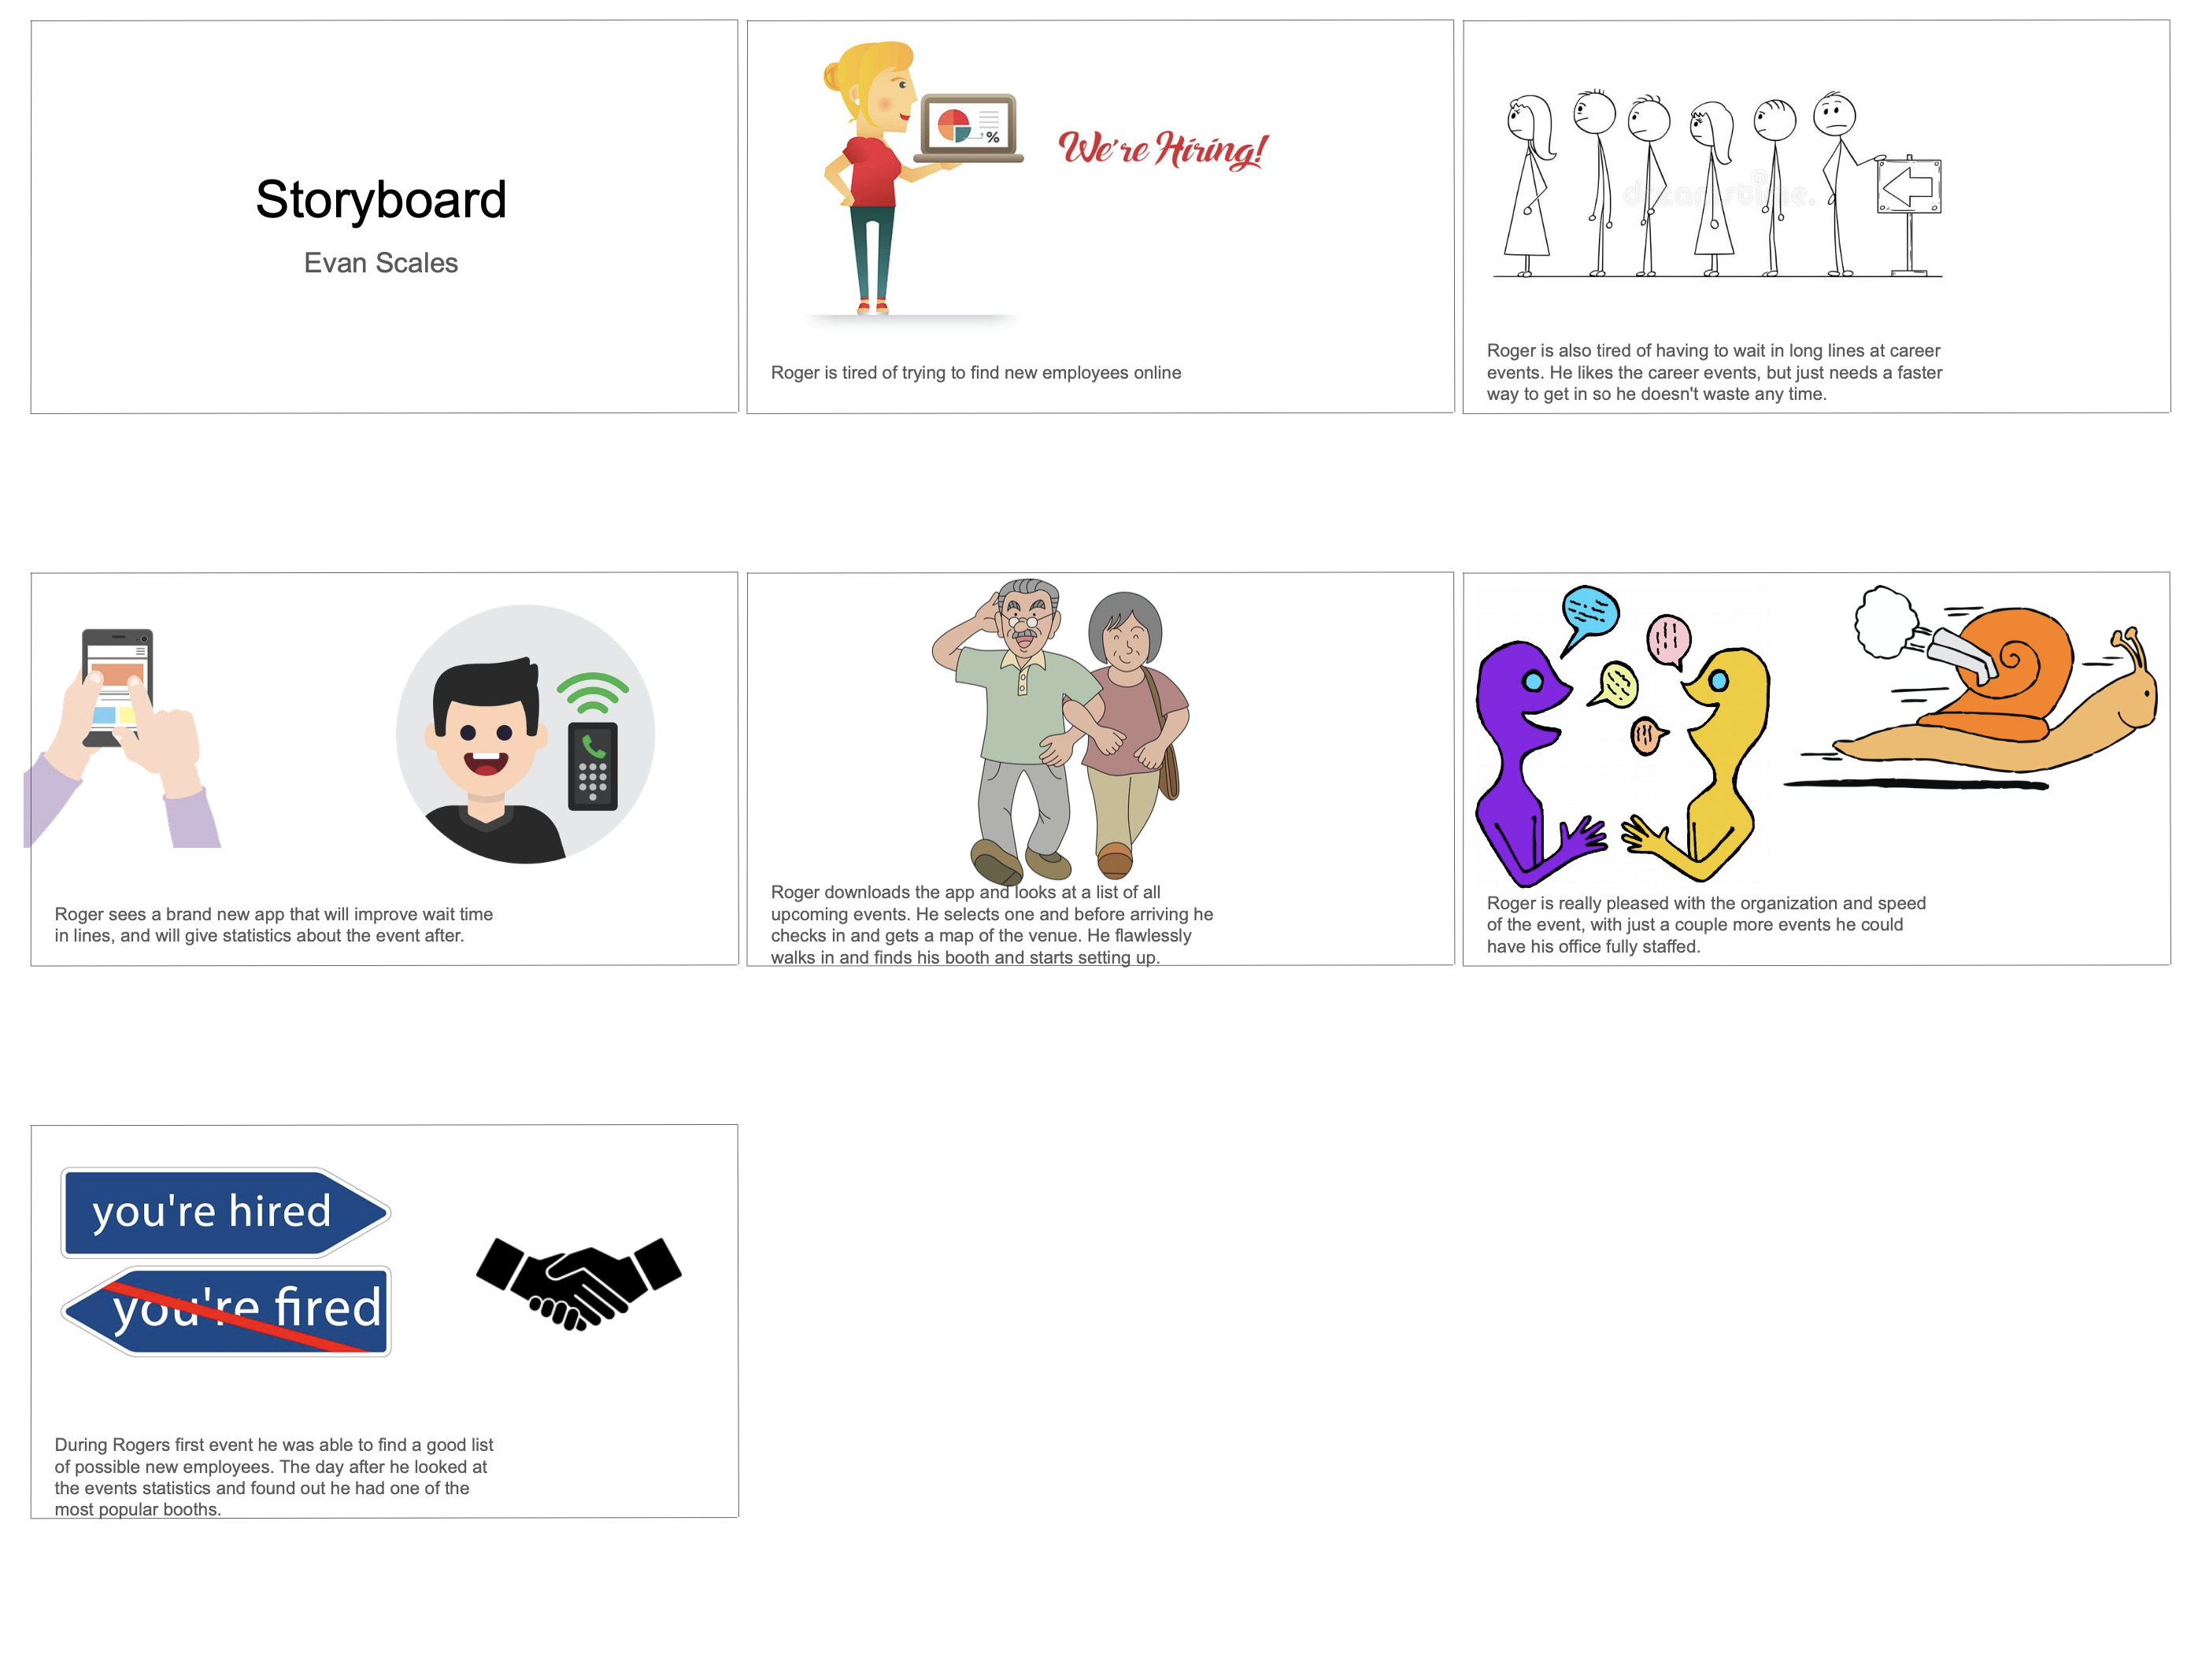 Storyboard
Evan Scales
%
We're Hiring!
Roger is tired of trying to find new employees online
dreamstime.
Roger is also tired of having to wait in long lines at career
events. He likes the career events, but just needs a faster
way to get in so he doesn't waste any time.
Roger sees a brand new app that will improve wait time
in lines, and will give statistics about the event after.
Roger downloads the app and looks at a list of all
upcoming events. He selects one and before arriving he
checks in and gets a map of the venue. He flawlessly
walks in and finds his booth and starts setting up.
Roger is really pleased with the organization and speed
of the event, with just a couple more events he could
have his office fully staffed.
you're hired
you're fired
During Rogers first event he was able to find a good list
of possible new employees. The day after he looked at
the events statistics and found out he had one of the
most popular booths.